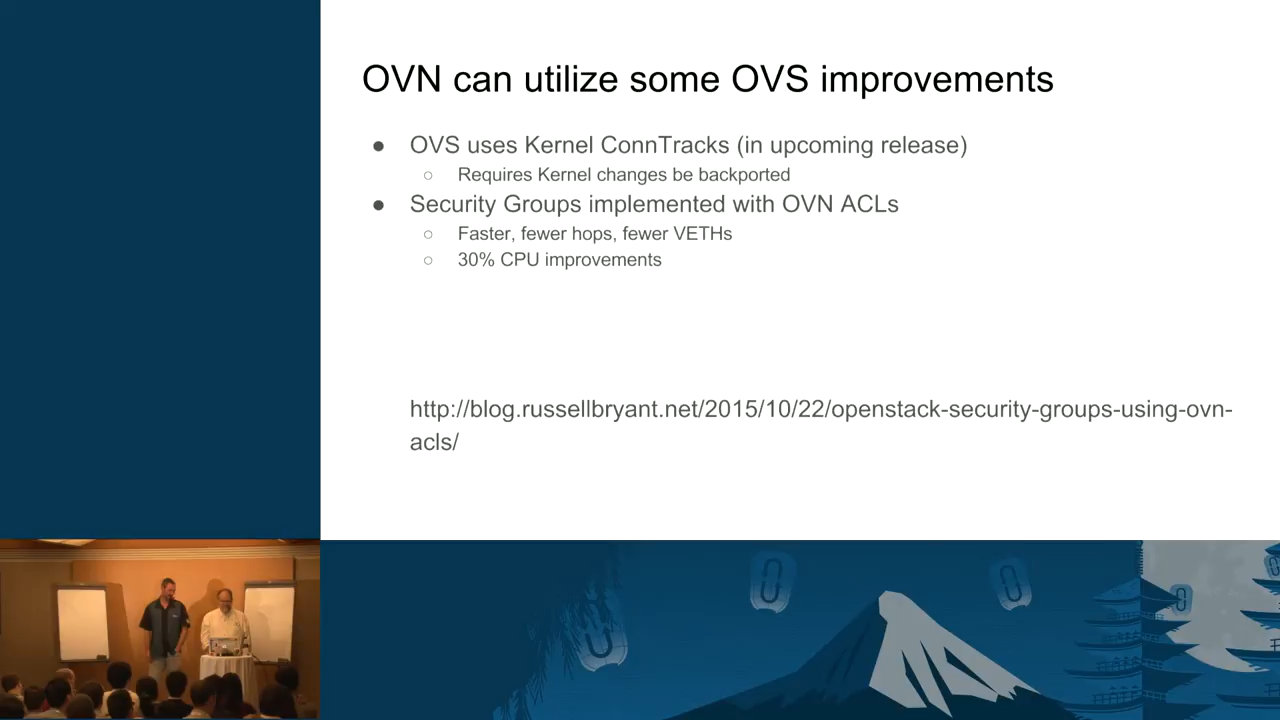 OVN can utilize some OVS improvements
● OVS uses Kernel ConnTracks (in upcoming release)
○ Requires Kernel changes be backported
● Security Groups implemented with OVN ACLs
○ Faster, fewer hops, fewer VETHs
○ 30% CPU improvements
http://blog.russellbryant.net/2015/10/22/openstack-security-groups-using-ovn-
acls/